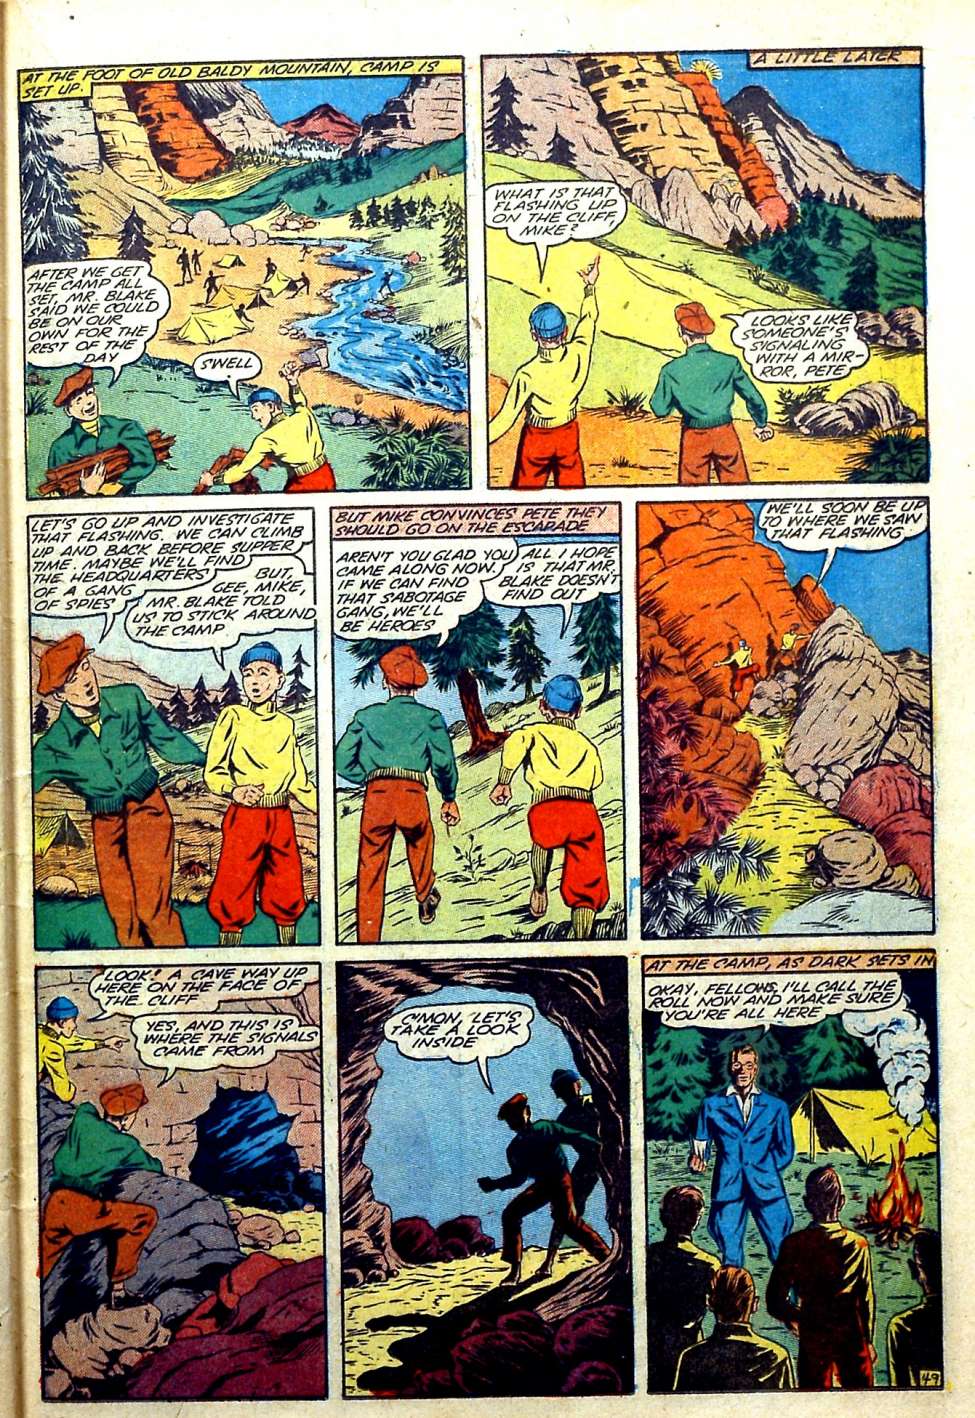 AT THE FOOT OF OLD BALDY MOUNTAIN, CAMP IS
SET UP.
AFTER WE GET
THE CAMP ALL
SET, MR. BLAKE
SAID WE COULD
BE ON OUR
OWN FOR THE
REST OF THE
DAY
S'WELL
A LITTLE LATER
WHAT IS THAT
FLASHING UP
ON THE CLIFF,
MIKE?
LOOKS LIKE
SOMEONE'S
SIGNALING
WITH A MIR-
ROR, PETE
LET'S GO UP AND INVESTIGATE
THAT FLASHING. WE CAN CLIMB
UP AND BACK BEFORE SUPPER
TIME. MAYBE WE'LL FIND
THE HEADQUARTERS
OF A GANG
OF SPIES
BUT,
GEE, MIKE,
MR. BLAKE TOLD
US TO STICK AROUND
THE CAMP.
BUT MIKE CONVINCES PETE THEY
SHOULD GO ON THE ESCAPADE
AREN'T YOU GLAD YOU
CAME ALONG NOW.
IF WE CAN FIND
THAT SABOTAGE
GANG, WE'LL
BE HEROES
ALL I HOPE
IS THAT MR.
BLAKE DOESN'T
FIND OUT
WE'LL SOON BE UP
TO WHERE WE SAW
THAT FLASHING
LOOK! A CAVE WAY UP
HERE ON THE FACE OF
THE CLIFF
YES, AND THIS IS
WHERE THE SIGNALS
CAME FROM
C'MON, LET'S
TAKE A LOOK
INSIDE
AT THE CAMP, AS DARK SETS IN
OKAY, FELLOWS, I'LL CALL THE
ROLL NOW AND MAKE SURE
YOU'RE ALL HERE
49